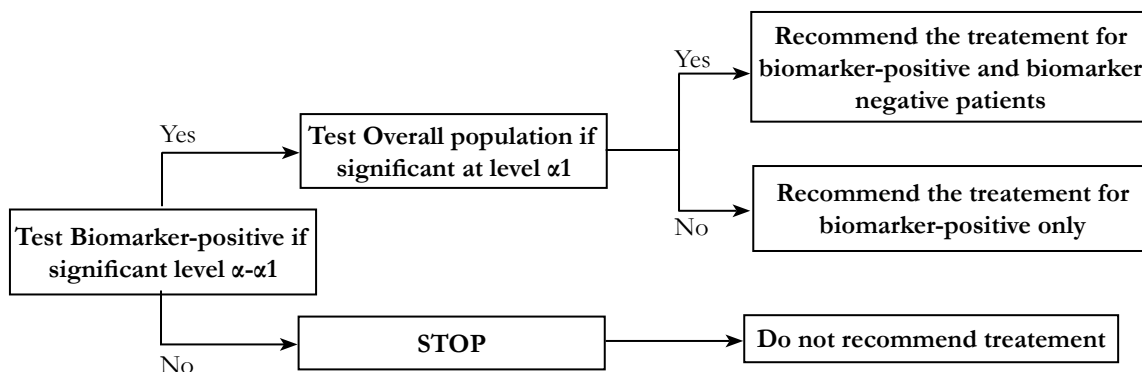 Recommend the treatement for
biomarker-positive and biomarker
negative patients
Yes
Test Overall population if
significant at level α1
Yes
No
Recommend the treatement for
biomarker-positive only
Test Biomarker-positive if
significant level α-α1
No
STOP
Do not recommend treatement